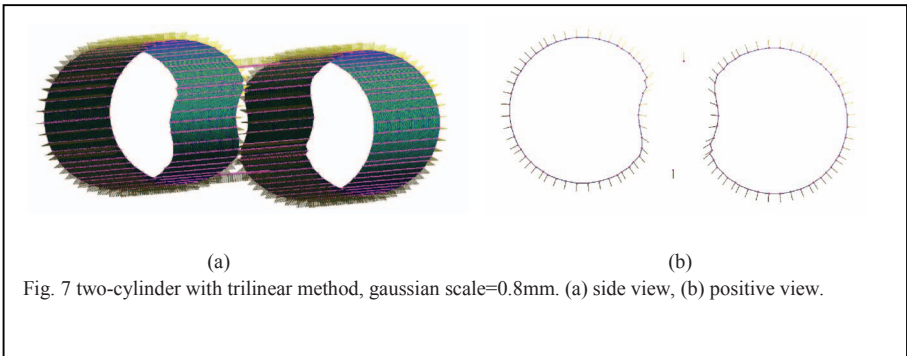 (a)
(b)
Fig. 7 two-cylinder with trilinear method, gaussian scale=0.8mm. (a) side view, (b) positive view.